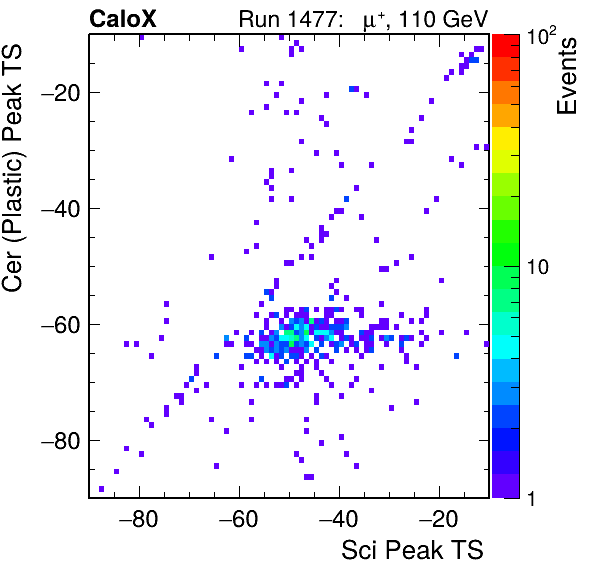 CaloX Run 1477: μ⁺, 110 GeV
Cer (Plastic) Peak TS
−20
−40
−60
−80
−80 −60 −40 −20
Sci Peak TS
10²
10
1
Events